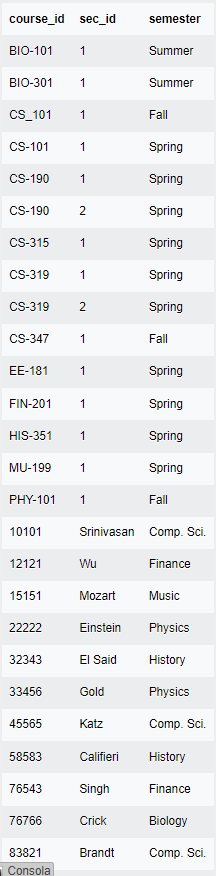 course_id sec_id semester
BIO-101 1 Summer
BIO-301 1 Summer
CS_101 1 Fall
CS-101 1 Spring
CS-190 1 Spring
CS-190 2 Spring
CS-315 1 Spring
CS-319 1 Spring
CS-319 2 Spring
CS-347 1 Fall
EE-181 1 Spring
FIN-201 1 Spring
HIS-351 1 Spring
MU-199 1 Spring
PHY-101 1 Fall
10101 Srinivasan Comp. Sci.
12121 Wu Finance
15151 Mozart Music
22222 Einstein Physics
32343 El Said History
33456 Gold Physics
45565 Katz Comp. Sci.
58583 Califieri History
76543 Singh Finance
76766 Crick Biology
83821 Brandt Comp. Sci.
Consola